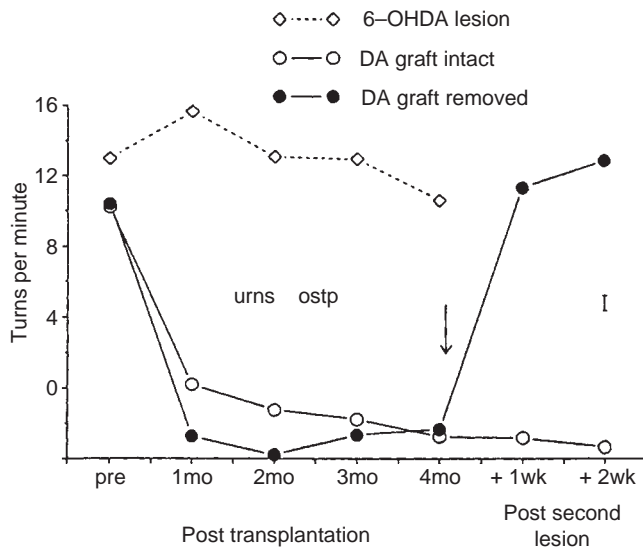 6–OHDA lesion
DA graft intact
DA graft removed
16
12
8
4
0
Turns per minute
urns ostp
pre 1mo 2mo 3mo 4mo + 1wk + 2wk
Post transplantation
Post second
lesion